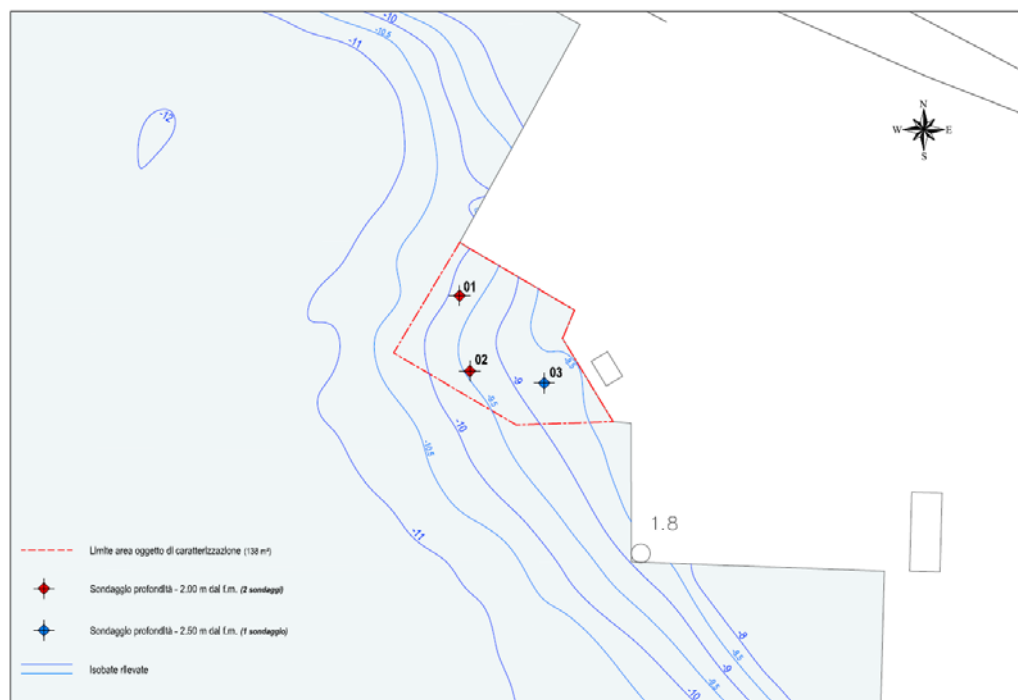 -10
-10.5
-11
-12
N
W E
S
01
02
03
-8.5
-9
-9.5
-10
-10.5
-11
1.8
-8
-8.5
-9
-9.5
-10
Limite area oggetto di caratterizzazione (138 m²)
Sondaggio profondità - 2.00 m dal f.m. (2 sondaggi)
Sondaggio profondità - 2.50 m dal f.m. (1 sondaggio)
Isobate rilevate